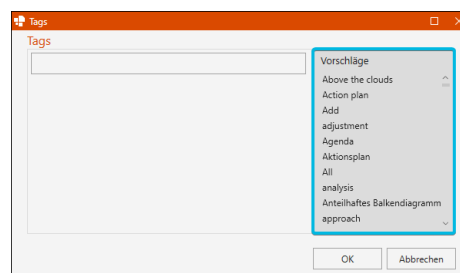 Tags
Tags
Vorschläge
Above the clouds
Action plan
Add
adjustment
Agenda
Aktionsplan
All
analysis
Anteilhaftes Balkendiagramm
approach
OK
Abbrechen